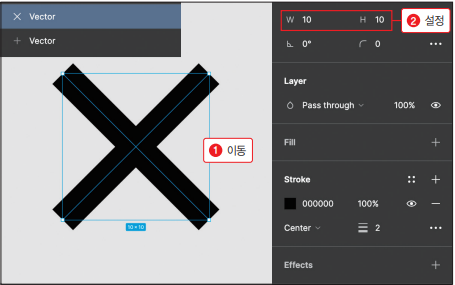 Vector
Vector
10 × 10
1 이동
W 10 H 10
2 설정
0° 0
Layer
Pass through 100%
Fill
Stroke
000000 100%
Center 2
Effects